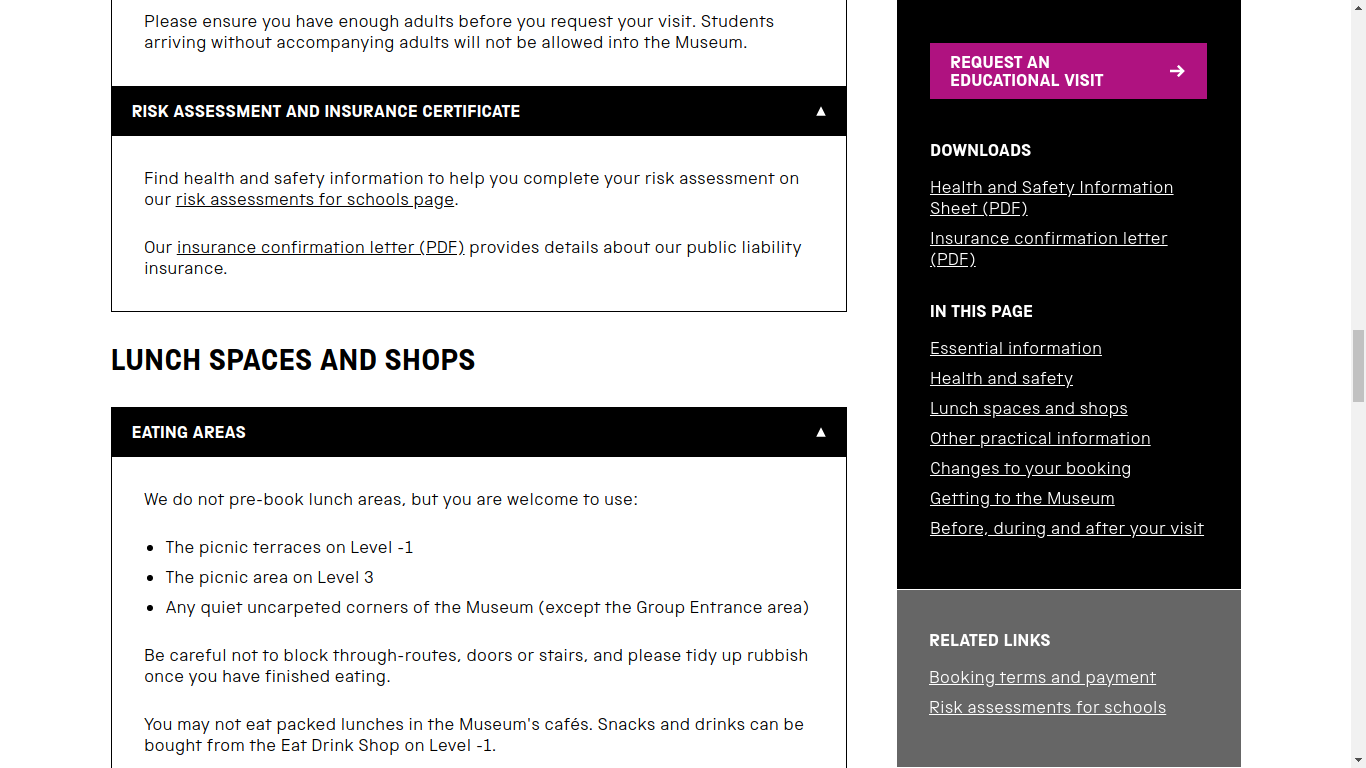 Please ensure you have enough adults before you request your visit. Students
arriving without accompanying adults will not be allowed into the Museum.
RISK ASSESSMENT AND INSURANCE CERTIFICATE ▲
Find health and safety information to help you complete your risk assessment on
our risk assessments for schools page.
Our insurance confirmation letter (PDF) provides details about our public liability
insurance.
LUNCH SPACES AND SHOPS
EATING AREAS ▲
We do not pre-book lunch areas, but you are welcome to use:
• The picnic terraces on Level -1
• The picnic area on Level 3
• Any quiet uncarpeted corners of the Museum (except the Group Entrance area)
Be careful not to block through-routes, doors or stairs, and please tidy up rubbish
once you have finished eating.
You may not eat packed lunches in the Museum's cafés. Snacks and drinks can be
bought from the Eat Drink Shop on Level -1.
REQUEST AN
EDUCATIONAL VISIT →
DOWNLOADS
Health and Safety Information
Sheet (PDF)
Insurance confirmation letter
(PDF)
IN THIS PAGE
Essential information
Health and safety
Lunch spaces and shops
Other practical information
Changes to your booking
Getting to the Museum
Before, during and after your visit
RELATED LINKS
Booking terms and payment
Risk assessments for schools